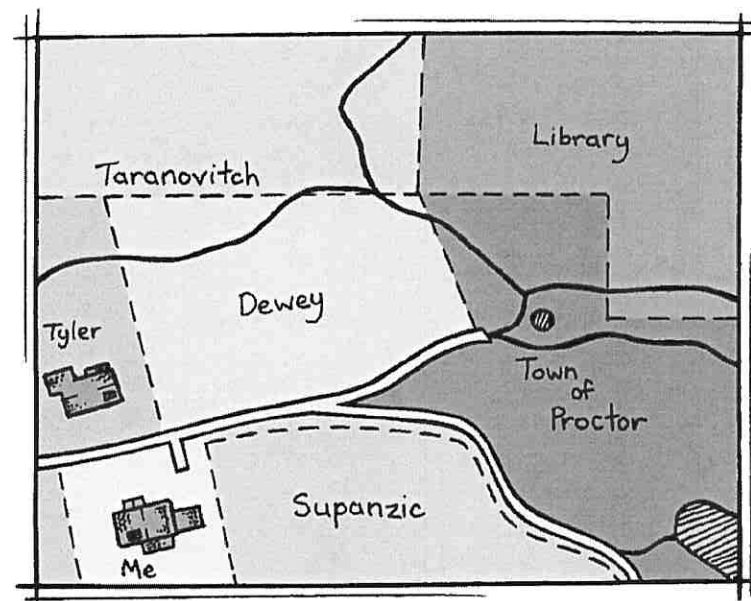 Library
Taranovitch
Dewey
Tyler
Town
of
Proctor
Supanzic
Me